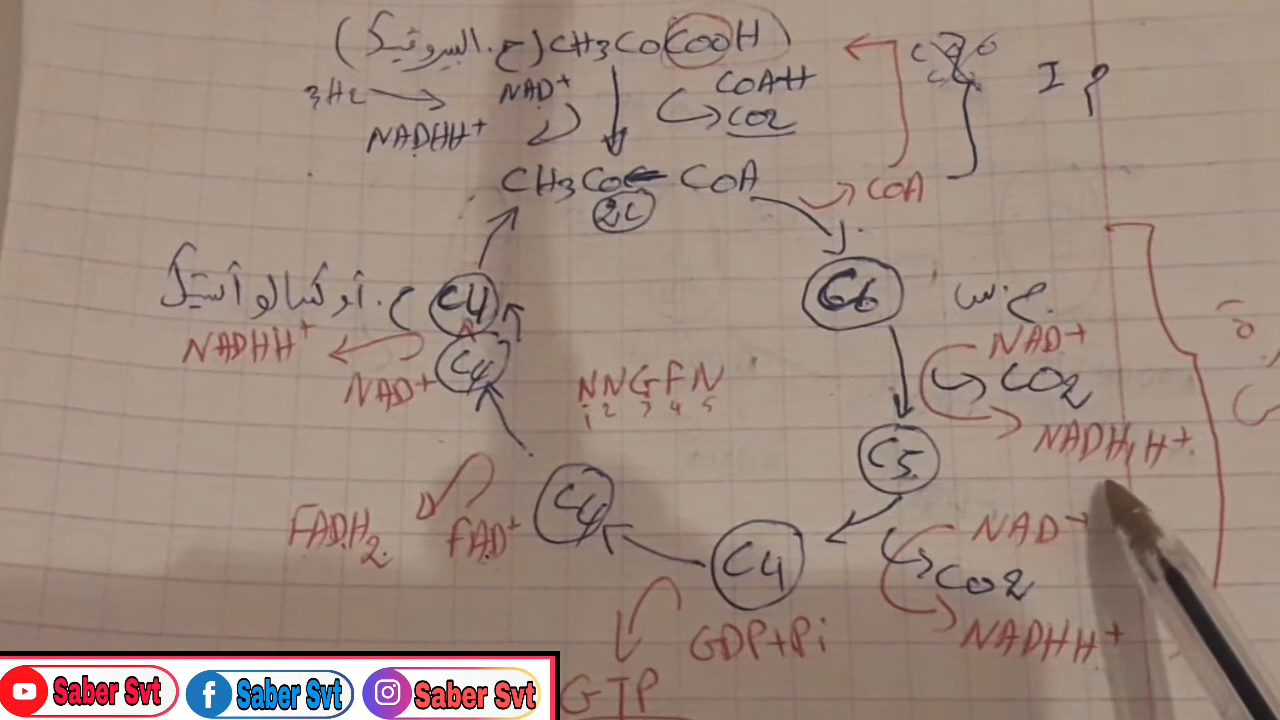 CH3COCOOH (ح. البيروفيك)
3H2 NAD+ COAH
NADHH+ CO2
CH3CO COA
2C COA
I م
C6 ح.س
ح. أوكسالو أستيك C4
NADHH+ NAD+
C4
NAD+ CO2
NNGFN
1 2 3 4 5
NADH,H+
C5
C4
FADH2 FAD+
NAD+
C4 CO2
GDP+Pi NADHH+
GTP
Saber Svt Saber Svt Saber Svt